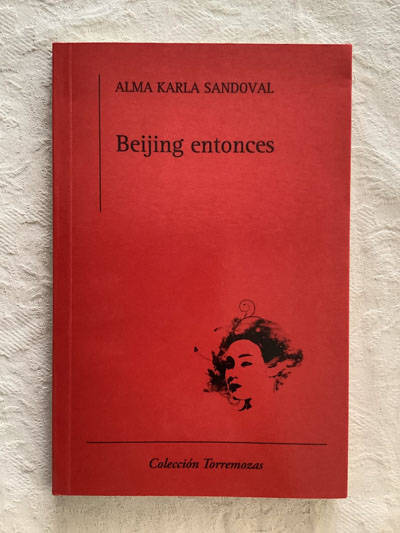 ALMA KARLA SANDOVAL
Beijing entonces
Colección Torremozas